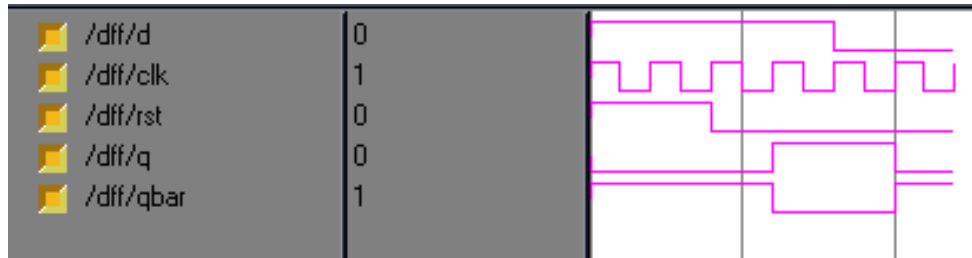 /dff/d 0
/dff/clk 1
/dff/rst 0
/dff/q 0
/dff/qbar 1